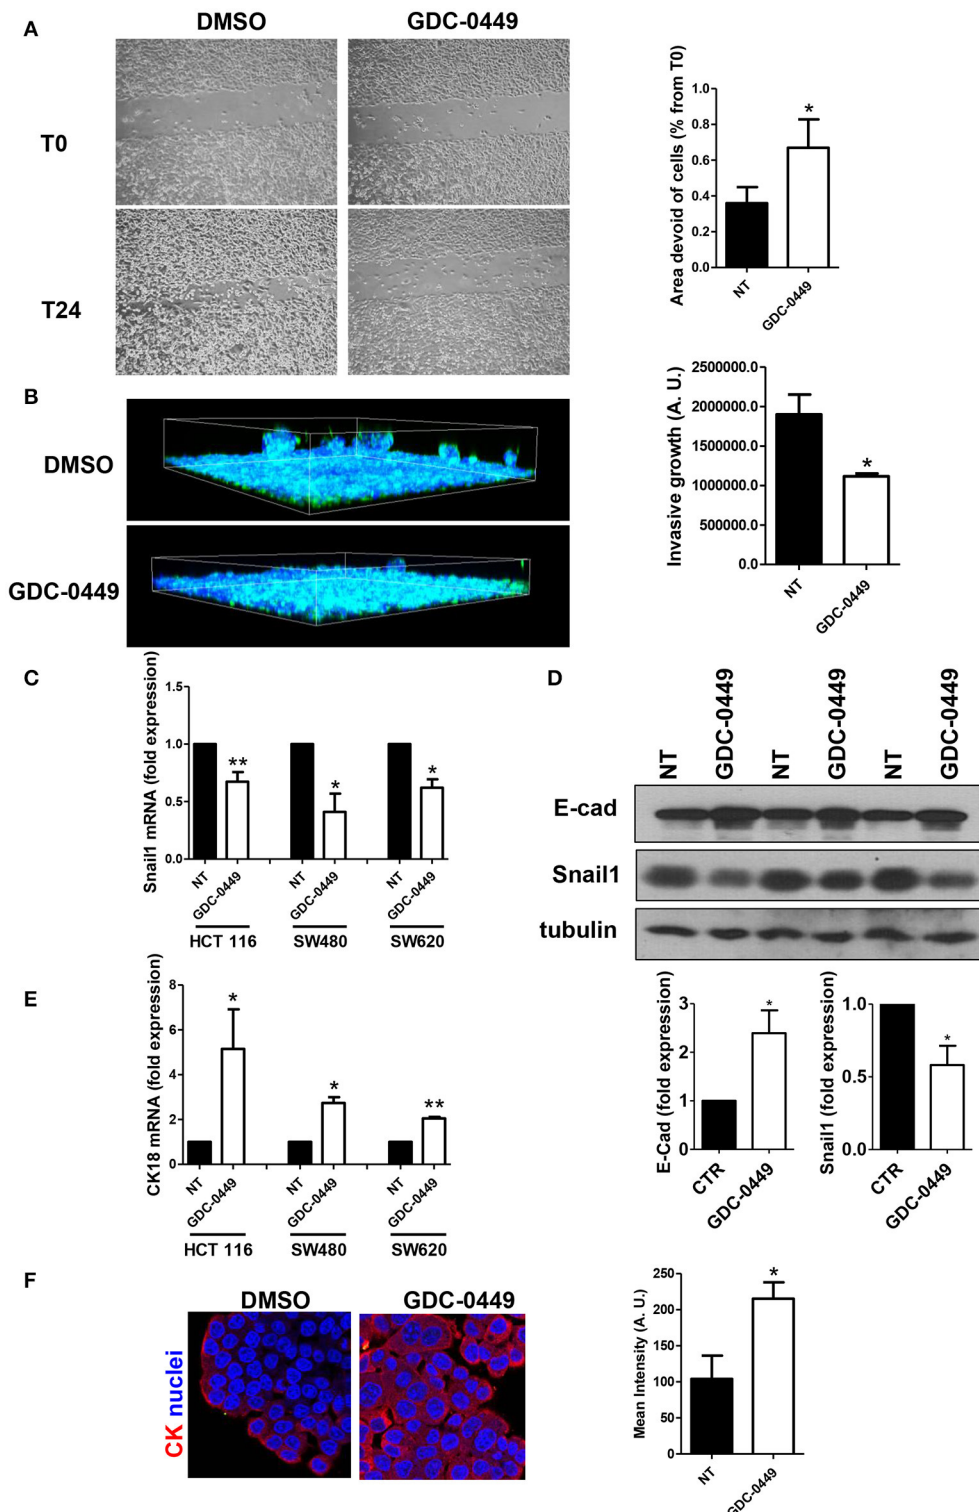 A
DMSO
GDC-0449
T0
T24
Area devoid of cells (% from T0)
1.0
0.8
0.6
0.4
0.2
0.0
*
NT
GDC-0449
B
DMSO
GDC-0449
Invasive growth (A. U.)
2500000.0
2000000.0
1500000.0
1000000.0
500000.0
0.0
*
NT
GDC-0449
C
Snail1 mRNA (fold expression)
1.5
1.0
0.5
0.0
** * *
NT GDC-0449 NT GDC-0449 NT GDC-0449
HCT 116 SW480 SW620
D
NT GDC-0449 NT GDC-0449 NT GDC-0449
E-cad
Snail1
tubulin
E-Cad (fold expression)
3
2
1
0
*
CTR
GDC-0449
Snail1 (fold expression)
1.0
0.5
0.0
*
CTR
GDC-0449
E
CK18 mRNA (fold expression)
8
6
4
2
0
* * **
NT GDC-0449 NT GDC-0449 NT GDC-0449
HCT 116 SW480 SW620
F
DMSO
GDC-0449
CK nuclei
Mean Intensity (A. U.)
250
200
150
100
50
0
*
NT
GDC-0449